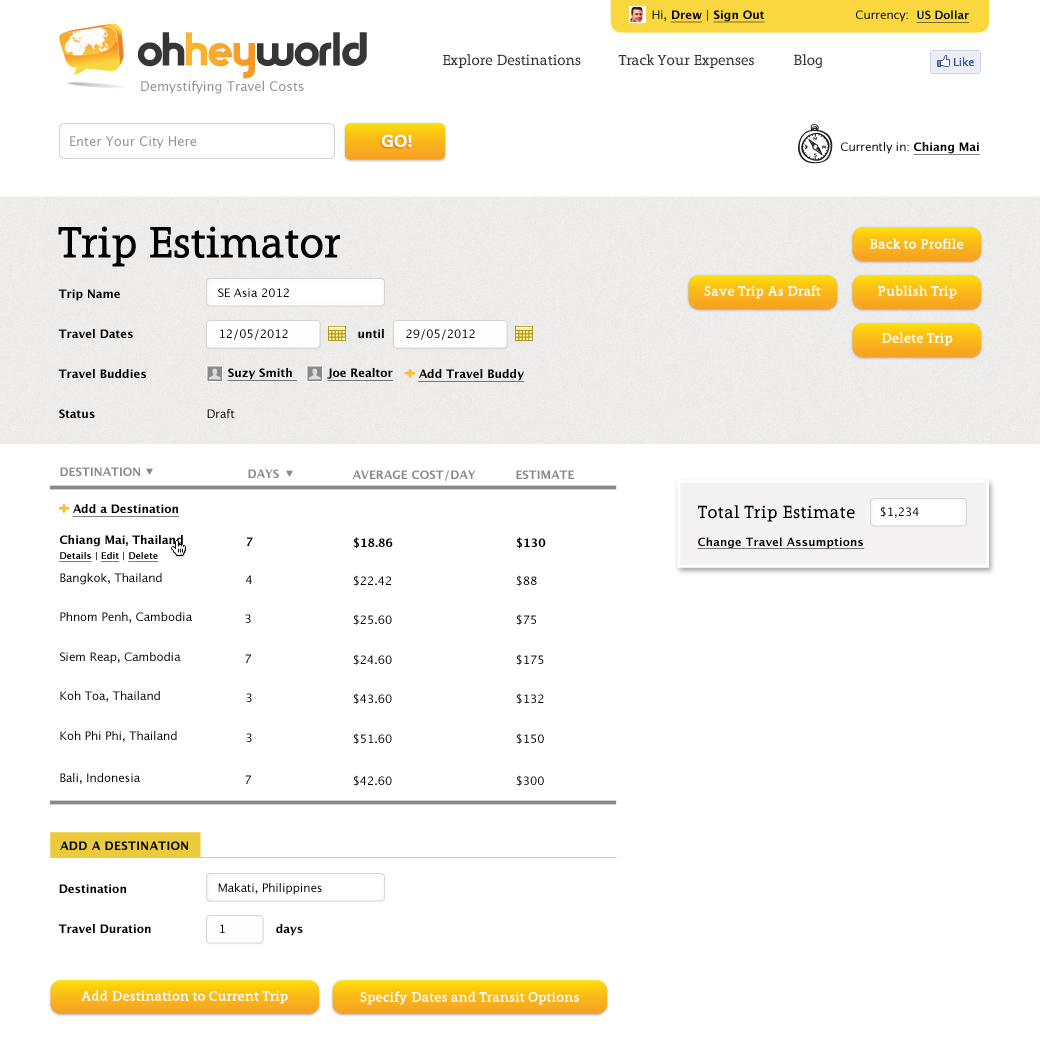 Hi, Drew | Sign Out
Currency: US Dollar
ohheyworld
Demystifying Travel Costs
Explore Destinations
Track Your Expenses
Blog
Like
Enter Your City Here
GO!
Currently in: Chiang Mai
Trip Estimator
Back to Profile
Trip Name
SE Asia 2012
Save Trip As Draft
Publish Trip
Travel Dates
12/05/2012
until
29/05/2012
Delete Trip
Travel Buddies
Suzy Smith
Joe Realtor
+ Add Travel Buddy
Status
Draft
DESTINATION ▼ DAYS ▼ AVERAGE COST/DAY ESTIMATE
+ Add a Destination
Chiang Mai, Thailand 7 $18.86 $130
Details | Edit | Delete
Bangkok, Thailand 4 $22.42 $88
Phnom Penh, Cambodia 3 $25.60 $75
Siem Reap, Cambodia 7 $24.60 $175
Koh Toa, Thailand 3 $43.60 $132
Koh Phi Phi, Thailand 3 $51.60 $150
Bali, Indonesia 7 $42.60 $300
Total Trip Estimate $1,234
Change Travel Assumptions
ADD A DESTINATION
Destination
Makati, Philippines
Travel Duration
1 days
Add Destination to Current Trip
Specify Dates and Transit Options